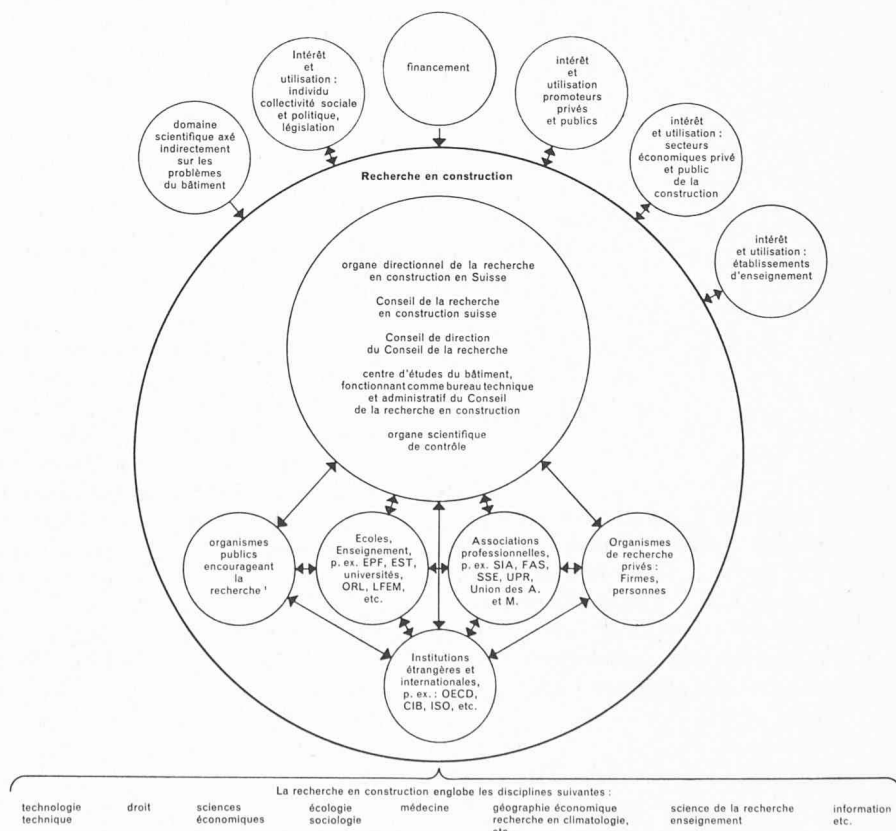 financement
Intérêt
et
utilisation :
individu
collectivité sociale
et politique,
législation
intérêt
et
utilisation
promoteurs
privés
et publics
domaine
scientifique axé
indirectement
sur les
problèmes
du bâtiment
intérêt
et utilisation :
secteurs
économiques privé
et public
de la
construction
intérêt
et utilisation :
établissements
d'enseignement
Recherche en construction
organe directionnel de la recherche
en construction en Suisse
Conseil de la recherche
en construction suisse
Conseil de direction
du Conseil de la recherche
centre d'études du bâtiment,
fonctionnant comme bureau technique
et administratif du Conseil
de la recherche en construction
organe scientifique
de contrôle
organismes
publics
encourageant
la
recherche ¹
Ecoles,
Enseignement,
p. ex. EPF, EST,
universités,
ORL, LFEM,
etc.
Associations
professionnelles,
p. ex. SIA, FAS,
SSE, UPR,
Union des A.
et M.
Organismes
de recherche
privés :
Firmes,
personnes
Institutions
étrangères et
internationales,
p. ex. : OECD,
CIB, ISO, etc.
La recherche en construction englobe les disciplines suivantes :
technologie droit sciences écologie médecine géographie économique science de la recherche information
technique économiques sociologie recherche en climatologie, enseignement etc.
etc.